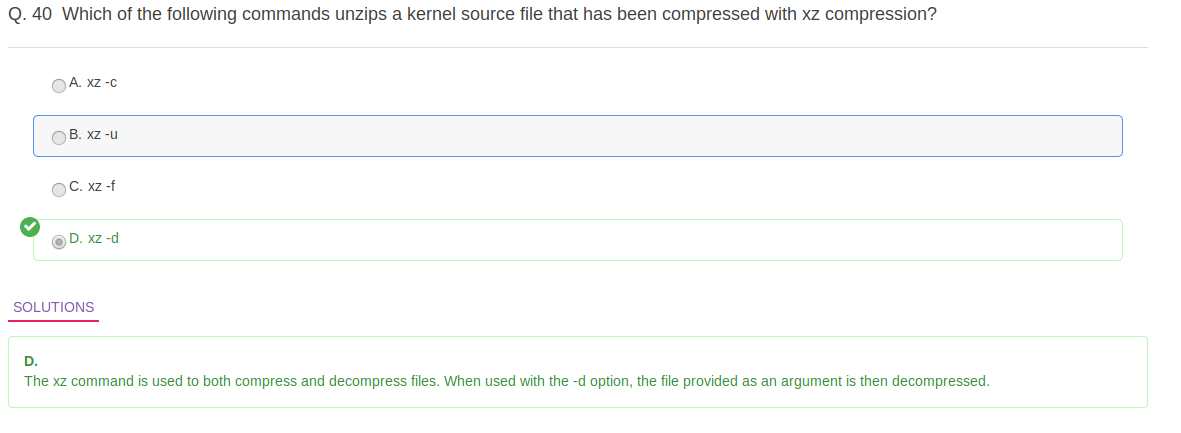 Q. 40  Which of the following commands unzips a kernel source file that has been compressed with xz compression?
A. xz -c
B. xz -u
C. xz -f
D. xz -d
SOLUTIONS
D.
The xz command is used to both compress and decompress files. When used with the -d option, the file provided as an argument is then decompressed.